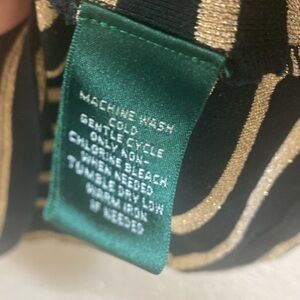 MACHINE WASH
COLD
GENTLE CYCLE
ONLY NON-
CHLORINE BLEACH
WHEN NEEDED
TUMBLE DRY LOW
WARM IRON
IF NEEDED